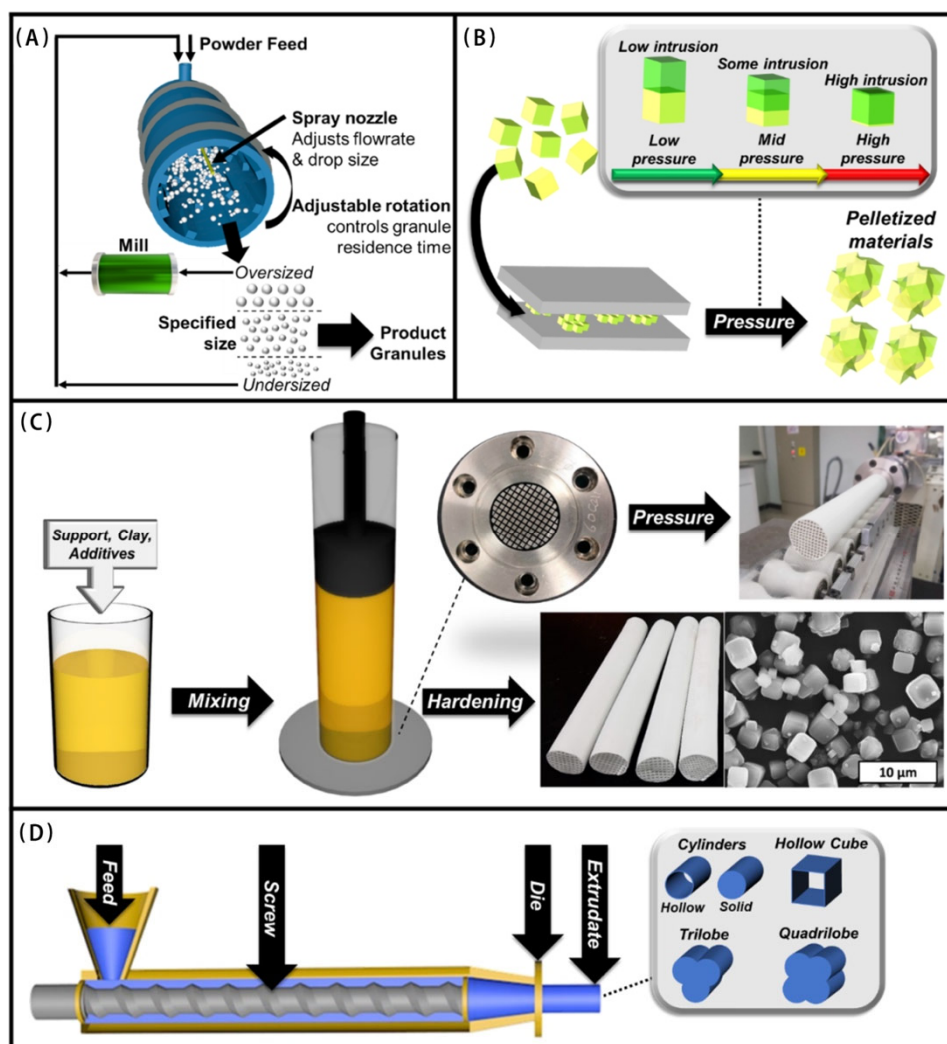 (A)
Powder Feed
Spray nozzle
Adjusts flowrate
& drop size
Adjustable rotation
controls granule
residence time
Mill
Oversized
Specified
size
Product
Granules
Undersized
(B)
Low intrusion
Some intrusion
High intrusion
Low
pressure
Mid
pressure
High
pressure
Pelletized
materials
Pressure
(C)
Support, Clay,
Additives
Mixing
Pressure
Hardening
10 µm
(D)
Feed
Screw
Die
Extrudate
Cylinders
Hollow
Solid
Hollow Cube
Trilobe
Quadrilobe